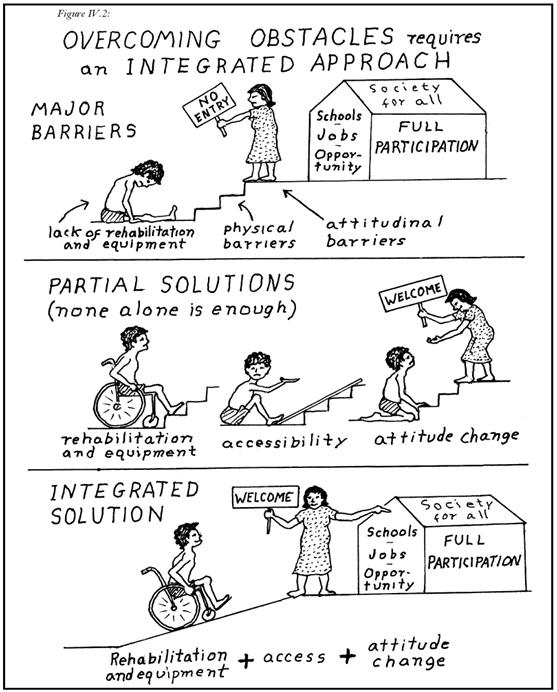 Figure IV.2:
OVERCOMING OBSTACLES requires
an INTEGRATED APPROACH
MAJOR
BARRIERS
NO
ENTRY
Society
for all
Schools
-
Jobs
-
Oppor-
tunity
FULL
PARTICIPATION
lack of rehabilitation
and equipment
physical
barriers
attitudinal
barriers
PARTIAL SOLUTIONS
(none alone is enough)
WELCOME
rehabilitation
and equipment
accessibility
attitude change
INTEGRATED
SOLUTION
WELCOME
Society
for all
Schools
-
Jobs
-
Oppor-
tunity
FULL
PARTICIPATION
Rehabilitation
and equipment + access + attitude
change